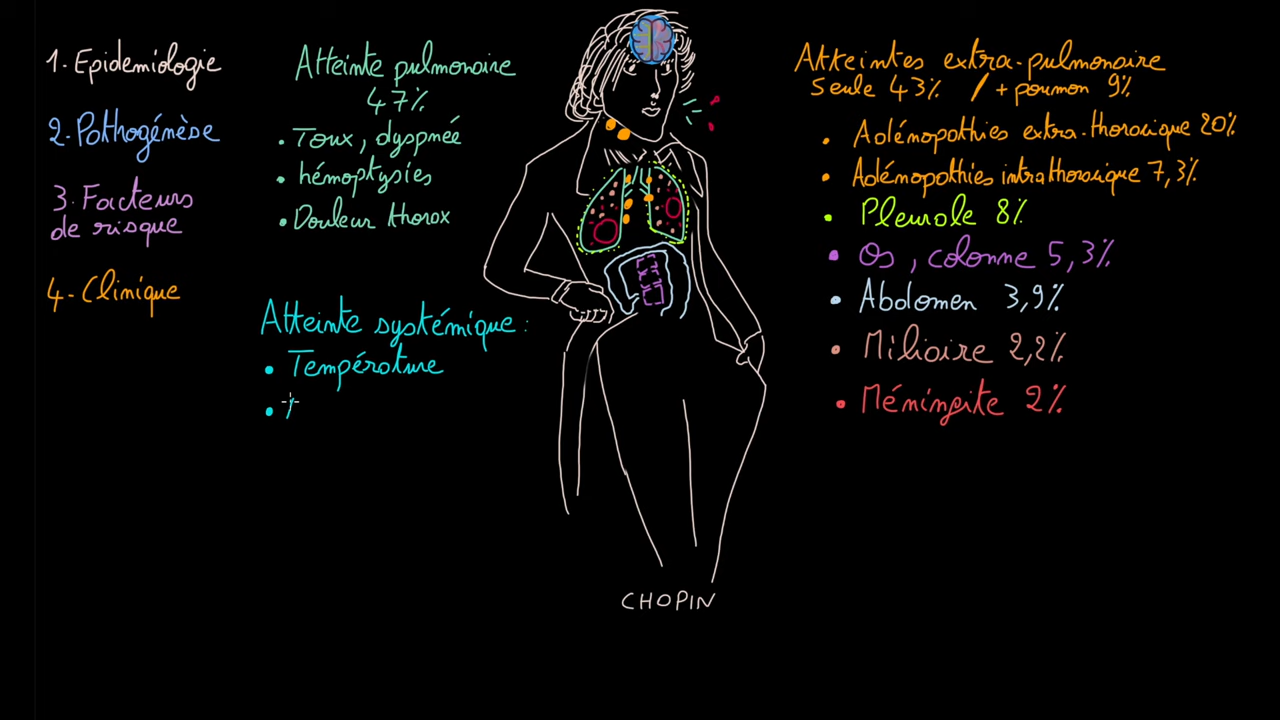 1. Epidemiologie
2. Pathogénèse
3. Facteurs
de risque
4. Clinique
Atteinte pulmonaire
47%
• Toux, dyspnée
• hémoptysies
• Douleur thorax
Atteinte systémique :
• Température
•
CHOPIN
Atteintes extra-pulmonaire
seule 43% / + poumon 9%
• Adénopathies extra-thoracique 20%
• Adénopathies intrathoracique 7,3%
• Pleurale 8%
• Os, colonne 5,3%
• Abdomen 3,9%
• Miliaire 2,2%
• Méningite 2%